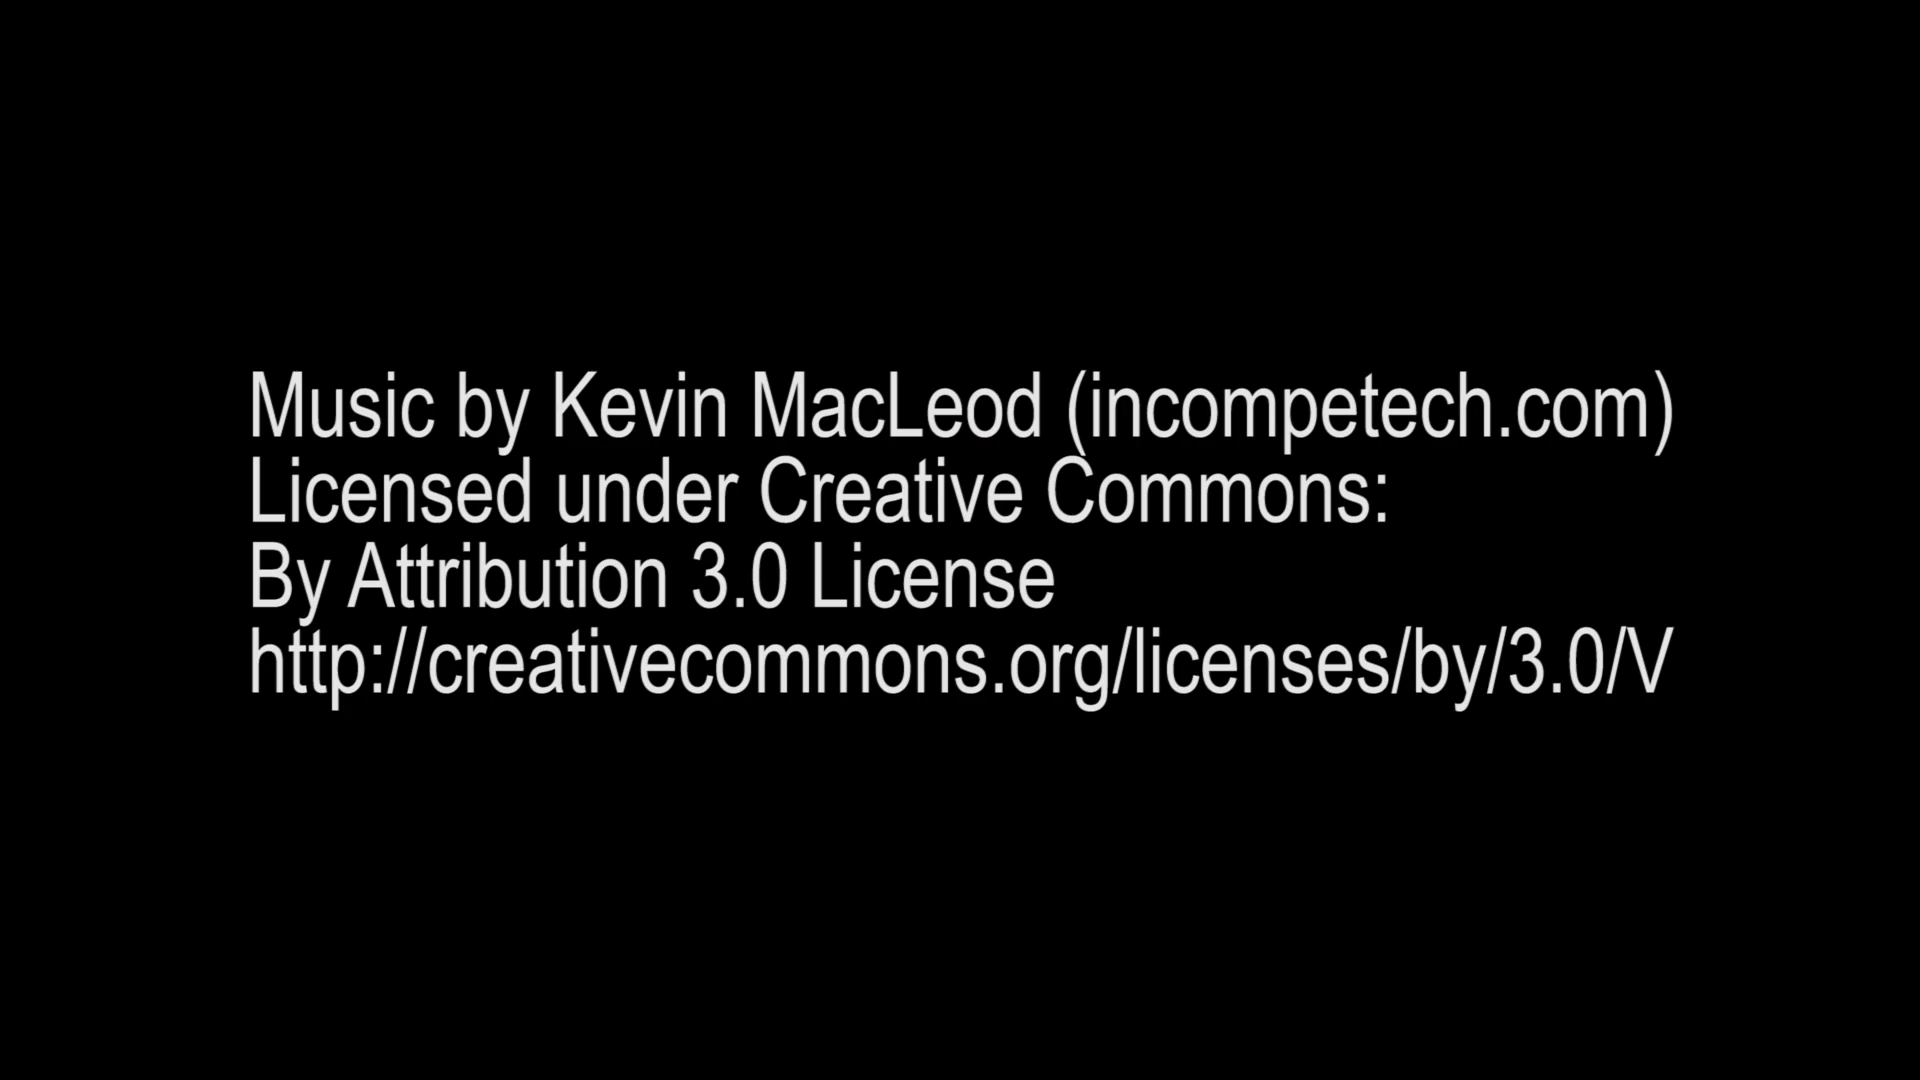 Music by Kevin MacLeod (incompetech.com)
Licensed under Creative Commons:
By Attribution 3.0 License
http://creativecommons.org/licenses/by/3.0/V